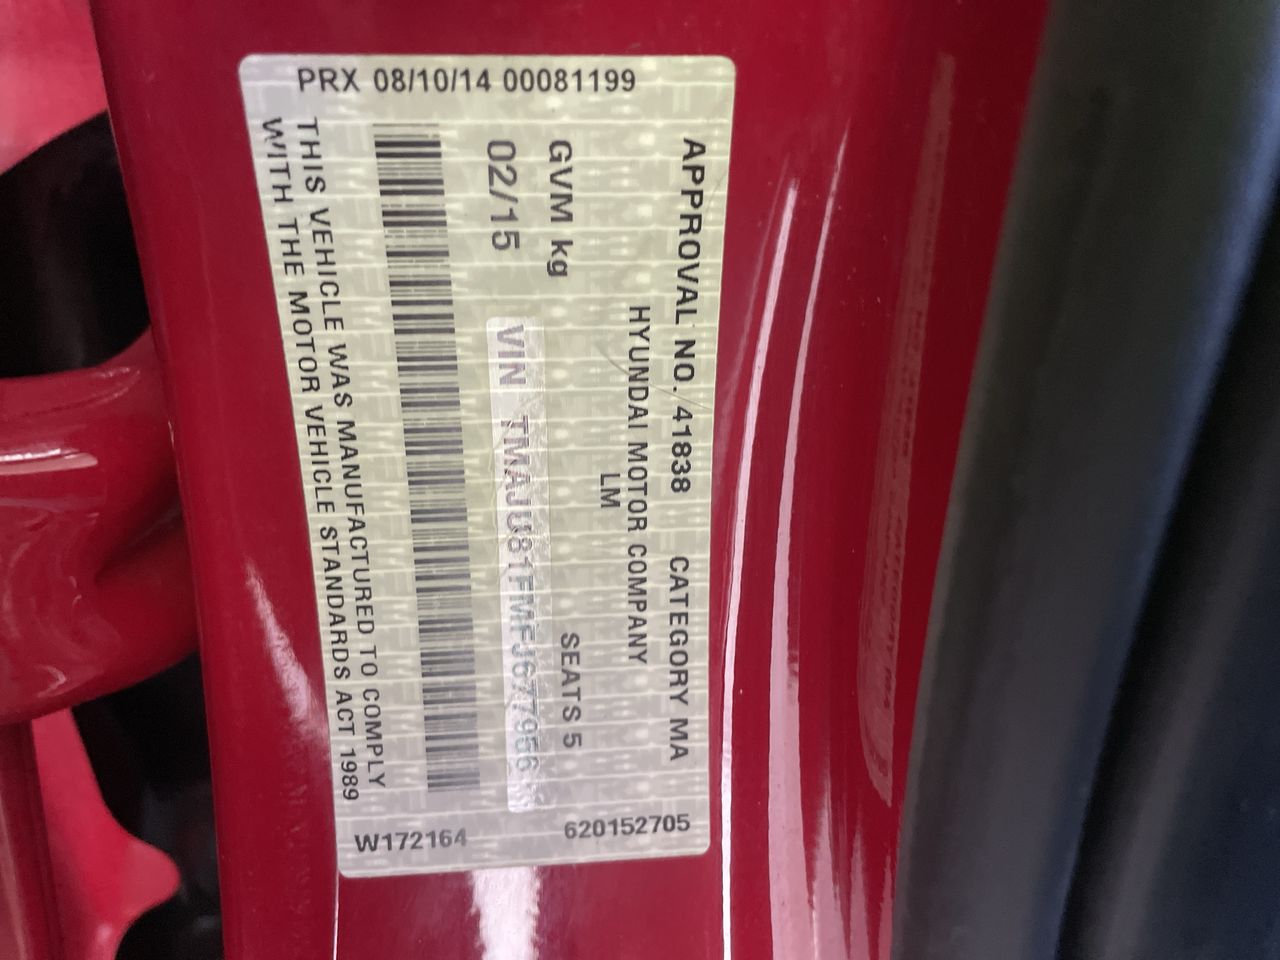 PRX 08/10/14 00081199
APPROVAL NO. 41838 CATEGORY MA
HYUNDAI MOTOR COMPANY
LM
GVM kg SEATS 5
02/15 VIN TMAJU81FMFJ677956
THIS VEHICLE WAS MANUFACTURED TO COMPLY
WITH THE MOTOR VEHICLE STANDARDS ACT 1989
620152705
W172164